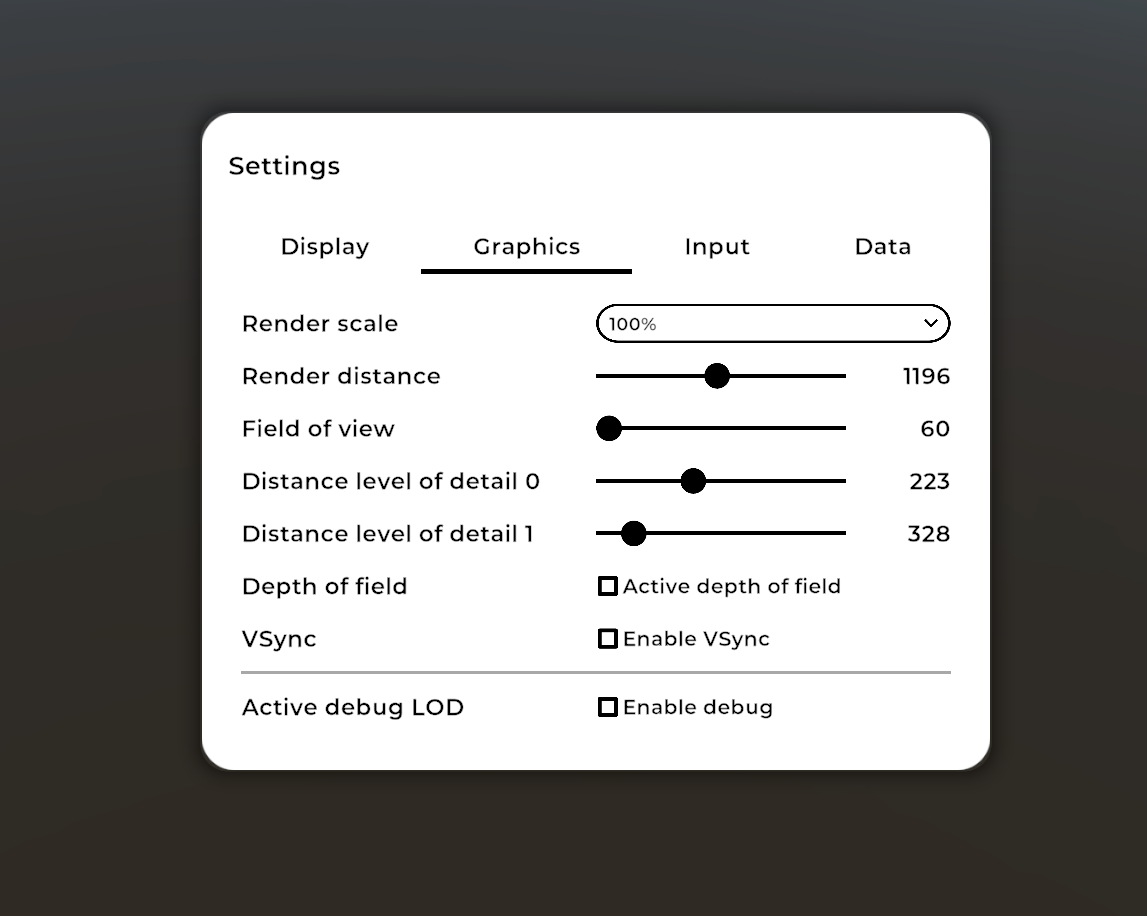 Settings
Display Graphics Input Data
Render scale 100%
Render distance 1196
Field of view 60
Distance level of detail 0 223
Distance level of detail 1 328
Depth of field Active depth of field
VSync Enable VSync
Active debug LOD Enable debug